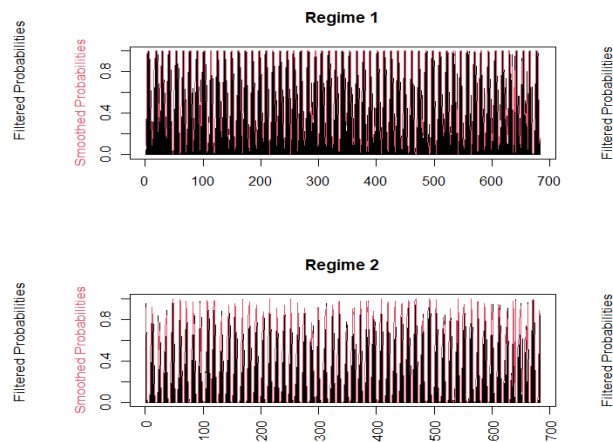 Regime 1
Filtered Probabilities
Smoothed Probabilities
0.0 0.4 0.8
0 100 200 300 400 500 600 700
Filtered Probabilities
Regime 2
Filtered Probabilities
Smoothed Probabilities
0.0 0.4 0.8
0 100 200 300 400 500 600 700
Filtered Probabilities